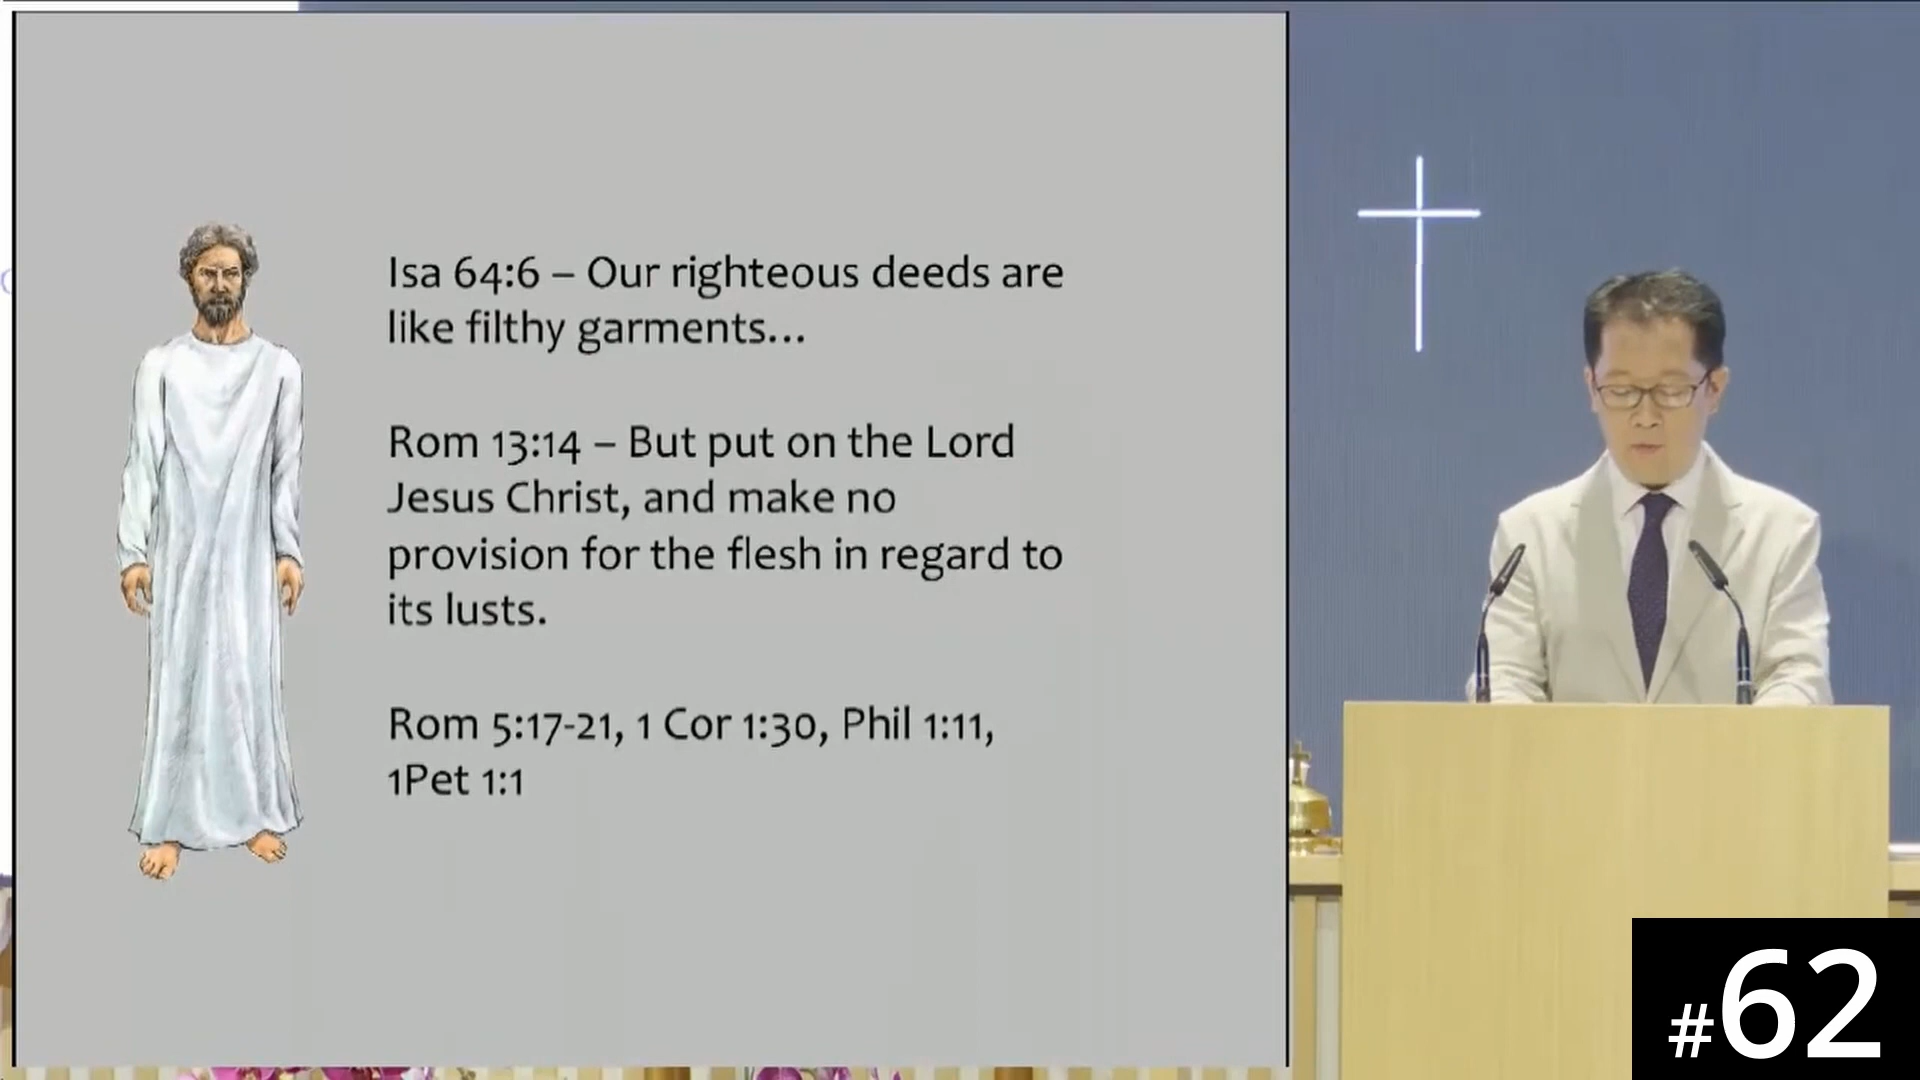 Isa 64:6 – Our righteous deeds are
like filthy garments...
Rom 13:14 – But put on the Lord
Jesus Christ, and make no
provision for the flesh in regard to
its lusts.
Rom 5:17-21, 1 Cor 1:30, Phil 1:11,
1Pet 1:1
#62